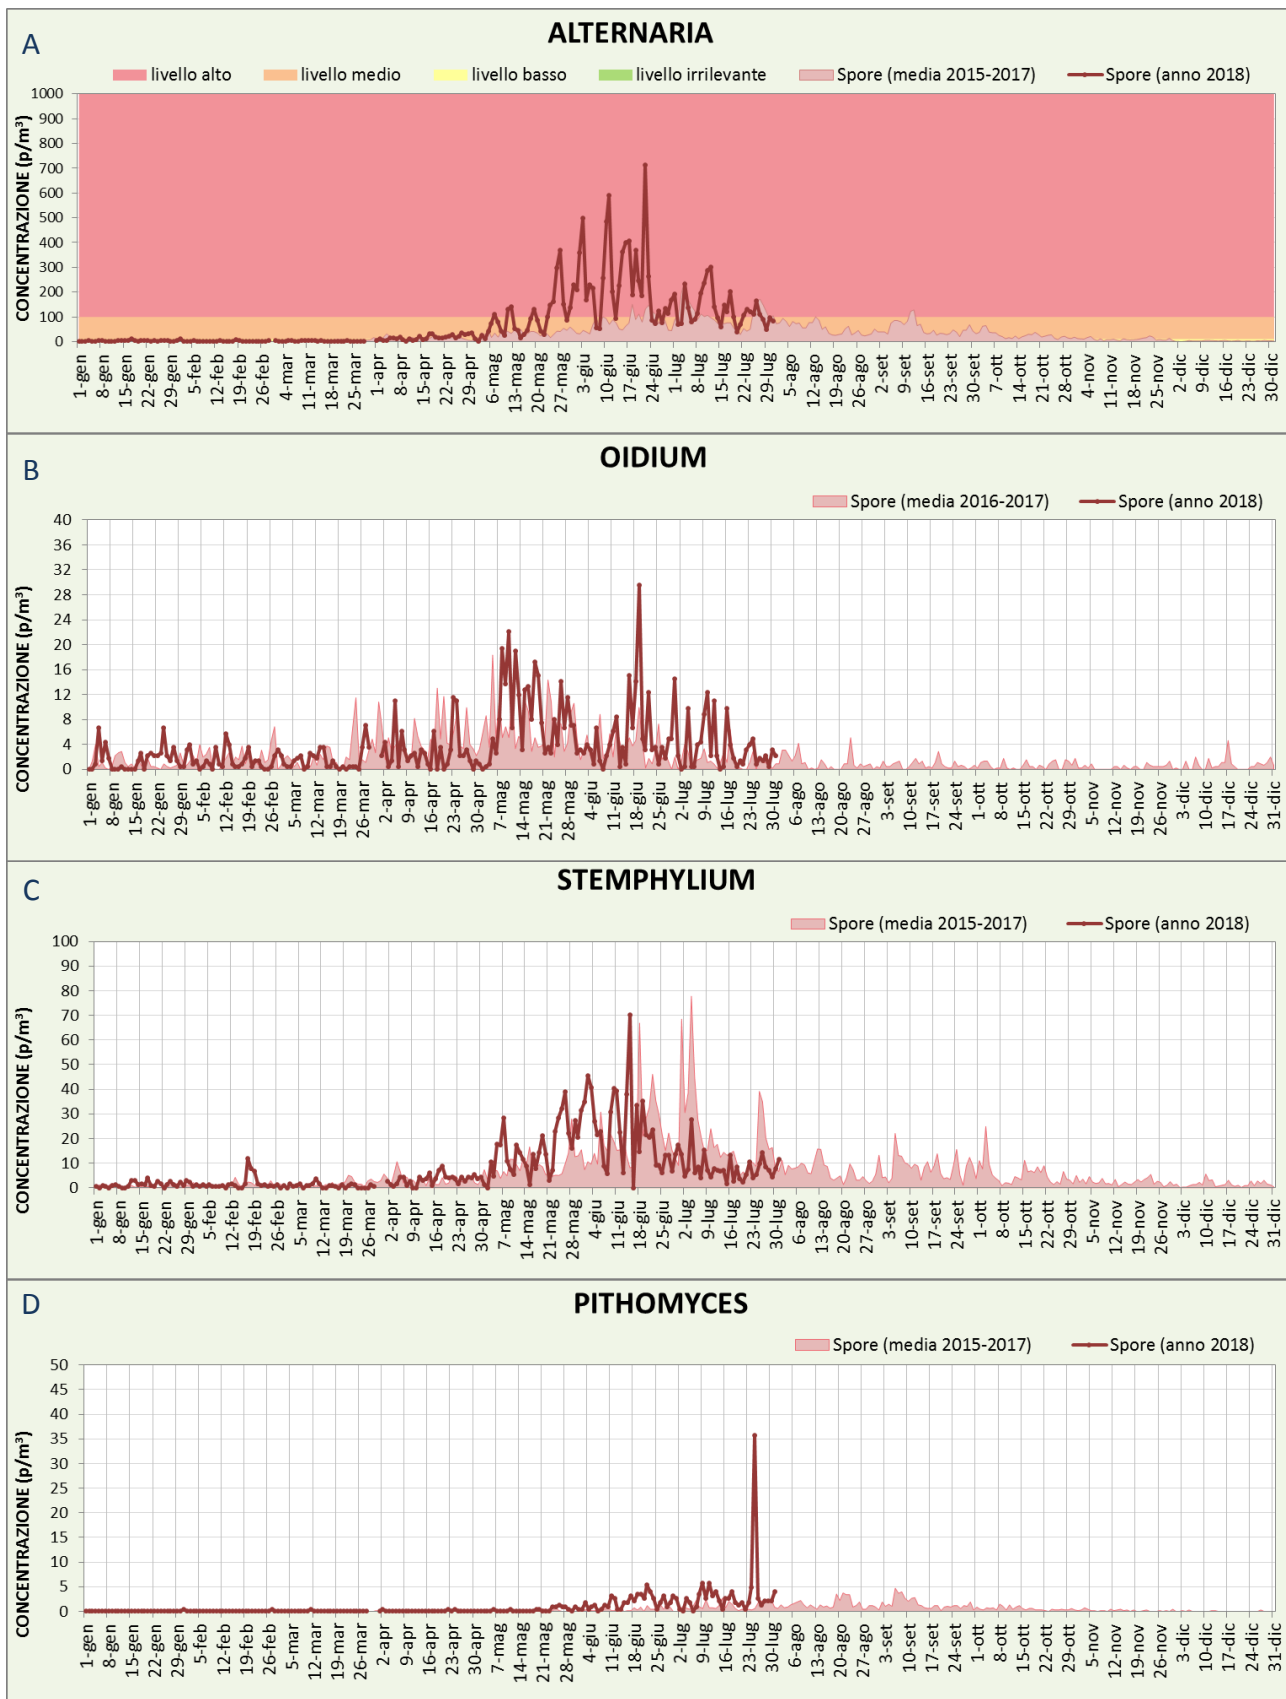 A
ALTERNARIA
livello alto livello medio livello basso livello irrilevante Spore (media 2015-2017) Spore (anno 2018)
CONCENTRAZIONE (p/m³)
1000
900
800
700
600
500
400
300
200
100
0
1-gen 8-gen 15-gen 22-gen 29-gen 5-feb 12-feb 19-feb 26-feb 4-mar 11-mar 18-mar 25-mar 1-apr 8-apr 15-apr 22-apr 29-apr 6-mag 13-mag 20-mag 27-mag 3-giu 10-giu 17-giu 24-giu 1-lug 8-lug 15-lug 22-lug 29-lug 5-ago 12-ago 19-ago 26-ago 2-set 9-set 16-set 23-set 30-set 7-ott 14-ott 21-ott 28-ott 4-nov 11-nov 18-nov 25-nov 2-dic 9-dic 16-dic 23-dic 30-dic
B
OIDIUM
Spore (media 2016-2017) Spore (anno 2018)
CONCENTRAZIONE (p/m³)
40
36
32
28
24
20
16
12
8
4
0
1-gen 8-gen 15-gen 22-gen 29-gen 5-feb 12-feb 19-feb 26-feb 5-mar 12-mar 19-mar 26-mar 2-apr 9-apr 16-apr 23-apr 30-apr 7-mag 14-mag 21-mag 28-mag 4-giu 11-giu 18-giu 25-giu 2-lug 9-lug 16-lug 23-lug 30-lug 6-ago 13-ago 20-ago 27-ago 3-set 10-set 17-set 24-set 1-ott 8-ott 15-ott 22-ott 29-ott 5-nov 12-nov 19-nov 26-nov 3-dic 10-dic 17-dic 24-dic 31-dic
C
STEMPHYLIUM
Spore (media 2015-2017) Spore (anno 2018)
CONCENTRAZIONE (p/m³)
100
90
80
70
60
50
40
30
20
10
0
1-gen 8-gen 15-gen 22-gen 29-gen 5-feb 12-feb 19-feb 26-feb 5-mar 12-mar 19-mar 26-mar 2-apr 9-apr 16-apr 23-apr 30-apr 7-mag 14-mag 21-mag 28-mag 4-giu 11-giu 18-giu 25-giu 2-lug 9-lug 16-lug 23-lug 30-lug 6-ago 13-ago 20-ago 27-ago 3-set 10-set 17-set 24-set 1-ott 8-ott 15-ott 22-ott 29-ott 5-nov 12-nov 19-nov 26-nov 3-dic 10-dic 17-dic 24-dic 31-dic
D
PITHOMYCES
Spore (media 2015-2017) Spore (anno 2018)
CONCENTRAZIONE (p/m³)
50
45
40
35
30
25
20
15
10
5
0
1-gen 8-gen 15-gen 22-gen 29-gen 5-feb 12-feb 19-feb 26-feb 5-mar 12-mar 19-mar 26-mar 2-apr 9-apr 16-apr 23-apr 30-apr 7-mag 14-mag 21-mag 28-mag 4-giu 11-giu 18-giu 25-giu 2-lug 9-lug 16-lug 23-lug 30-lug 6-ago 13-ago 20-ago 27-ago 3-set 10-set 17-set 24-set 1-ott 8-ott 15-ott 22-ott 29-ott 5-nov 12-nov 19-nov 26-nov 3-dic 10-dic 17-dic 24-dic 31-dic